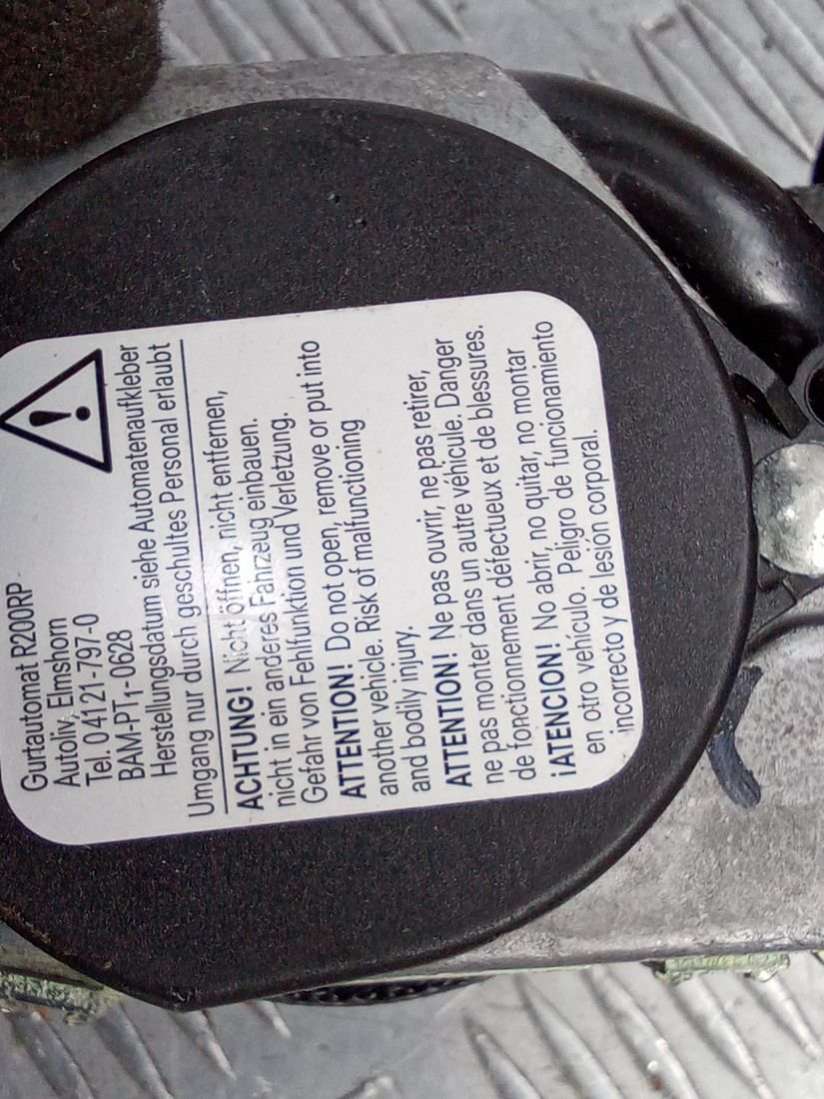 Gurtautomat R200RP
Autoliv, Elmshorn
Tel. 0 41 21-797-0
BAM-PT1-0628
Herstellungsdatum siehe Automatenaufkleber
Umgang nur durch geschultes Personal erlaubt
ACHTUNG! Nicht öffnen, nicht entfernen,
nicht in ein anderes Fahrzeug einbauen.
Gefahr von Fehlfunktion und Verletzung.
ATTENTION! Do not open, remove or put into
another vehicle. Risk of malfunctioning
and bodily injury.
ATTENTION! Ne pas ouvrir, ne pas retirer,
ne pas monter dans un autre véhicule. Danger
de fonctionnement défectueux et de blessures.
¡ATENCION! No abrir, no quitar, no montar
en otro vehículo. Peligro de funcionamiento
incorrecto y de lesión corporal.